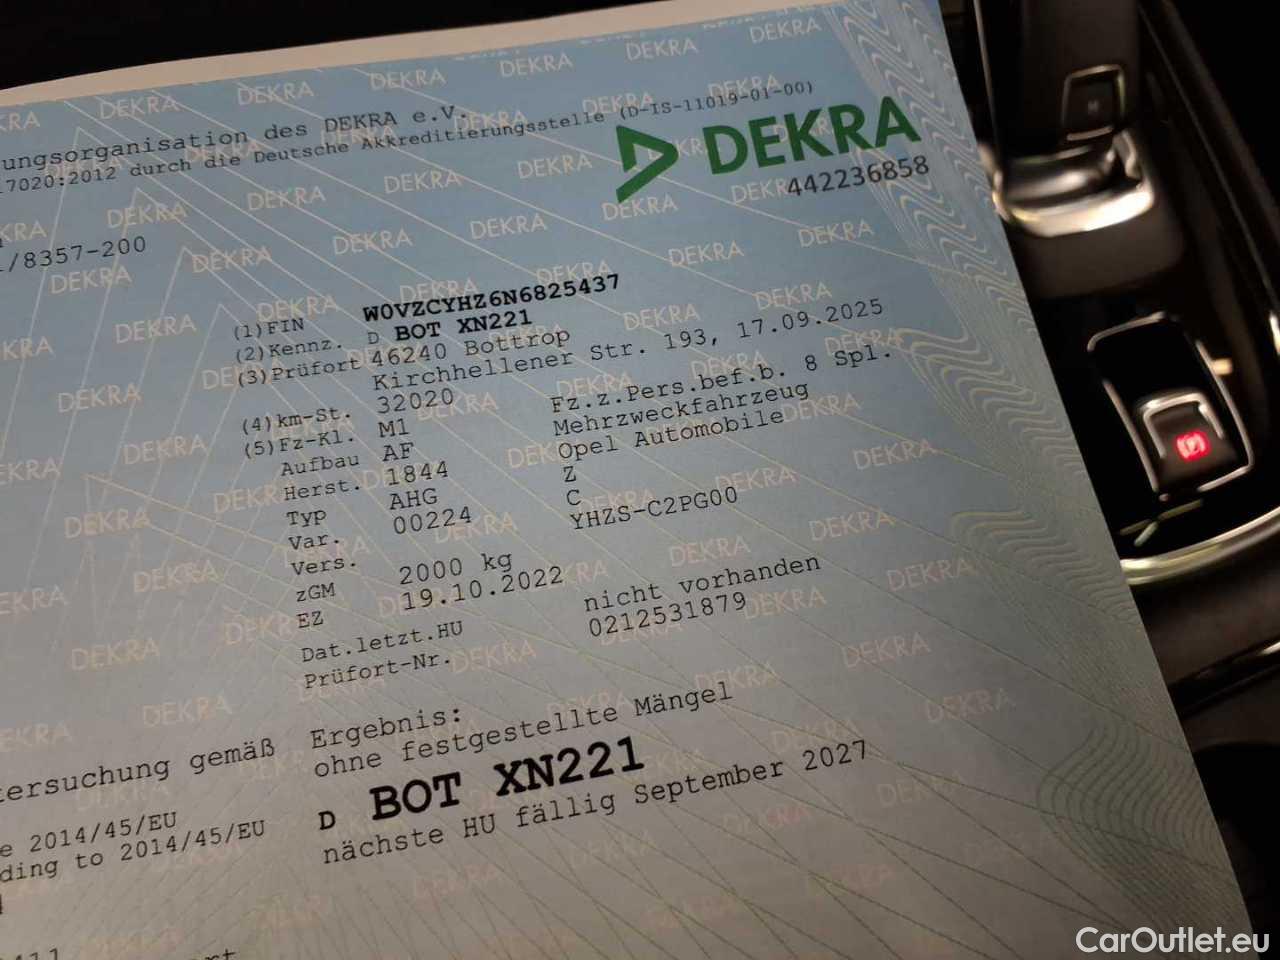 ungsorganisation des DEKRA e.V.
17020:2012 durch die Deutsche Akkreditierungsstelle (D-IS-11019-01-00)
DEKRA
442236858
/8357-200
(1)FIN W0VZCYHZ6N6825437
(2)Kennz. D BOT XN221
(3)Prüfort 46240 Bottrop
Kirchhellener Str. 193, 17.09.2025
(4)km-St. 32020
(5)Fz-Kl. M1 Fz.z.Pers.bef.b. 8 Spl.
Aufbau AF Mehrzweckfahrzeug
Herst. 1844 Opel Automobile
Typ AHG Z
Var. 00224 C
Vers. YHZS-C2PG00
zGM 2000 kg
EZ 19.10.2022
Dat.letzt.HU nicht vorhanden
Prüfort-Nr. 0212531879
tersuchung gemäß Ergebnis:
ohne festgestellte Mängel
e 2014/45/EU D BOT XN221
ding to 2014/45/EU nächste HU fällig September 2027
CarOutlet.eu